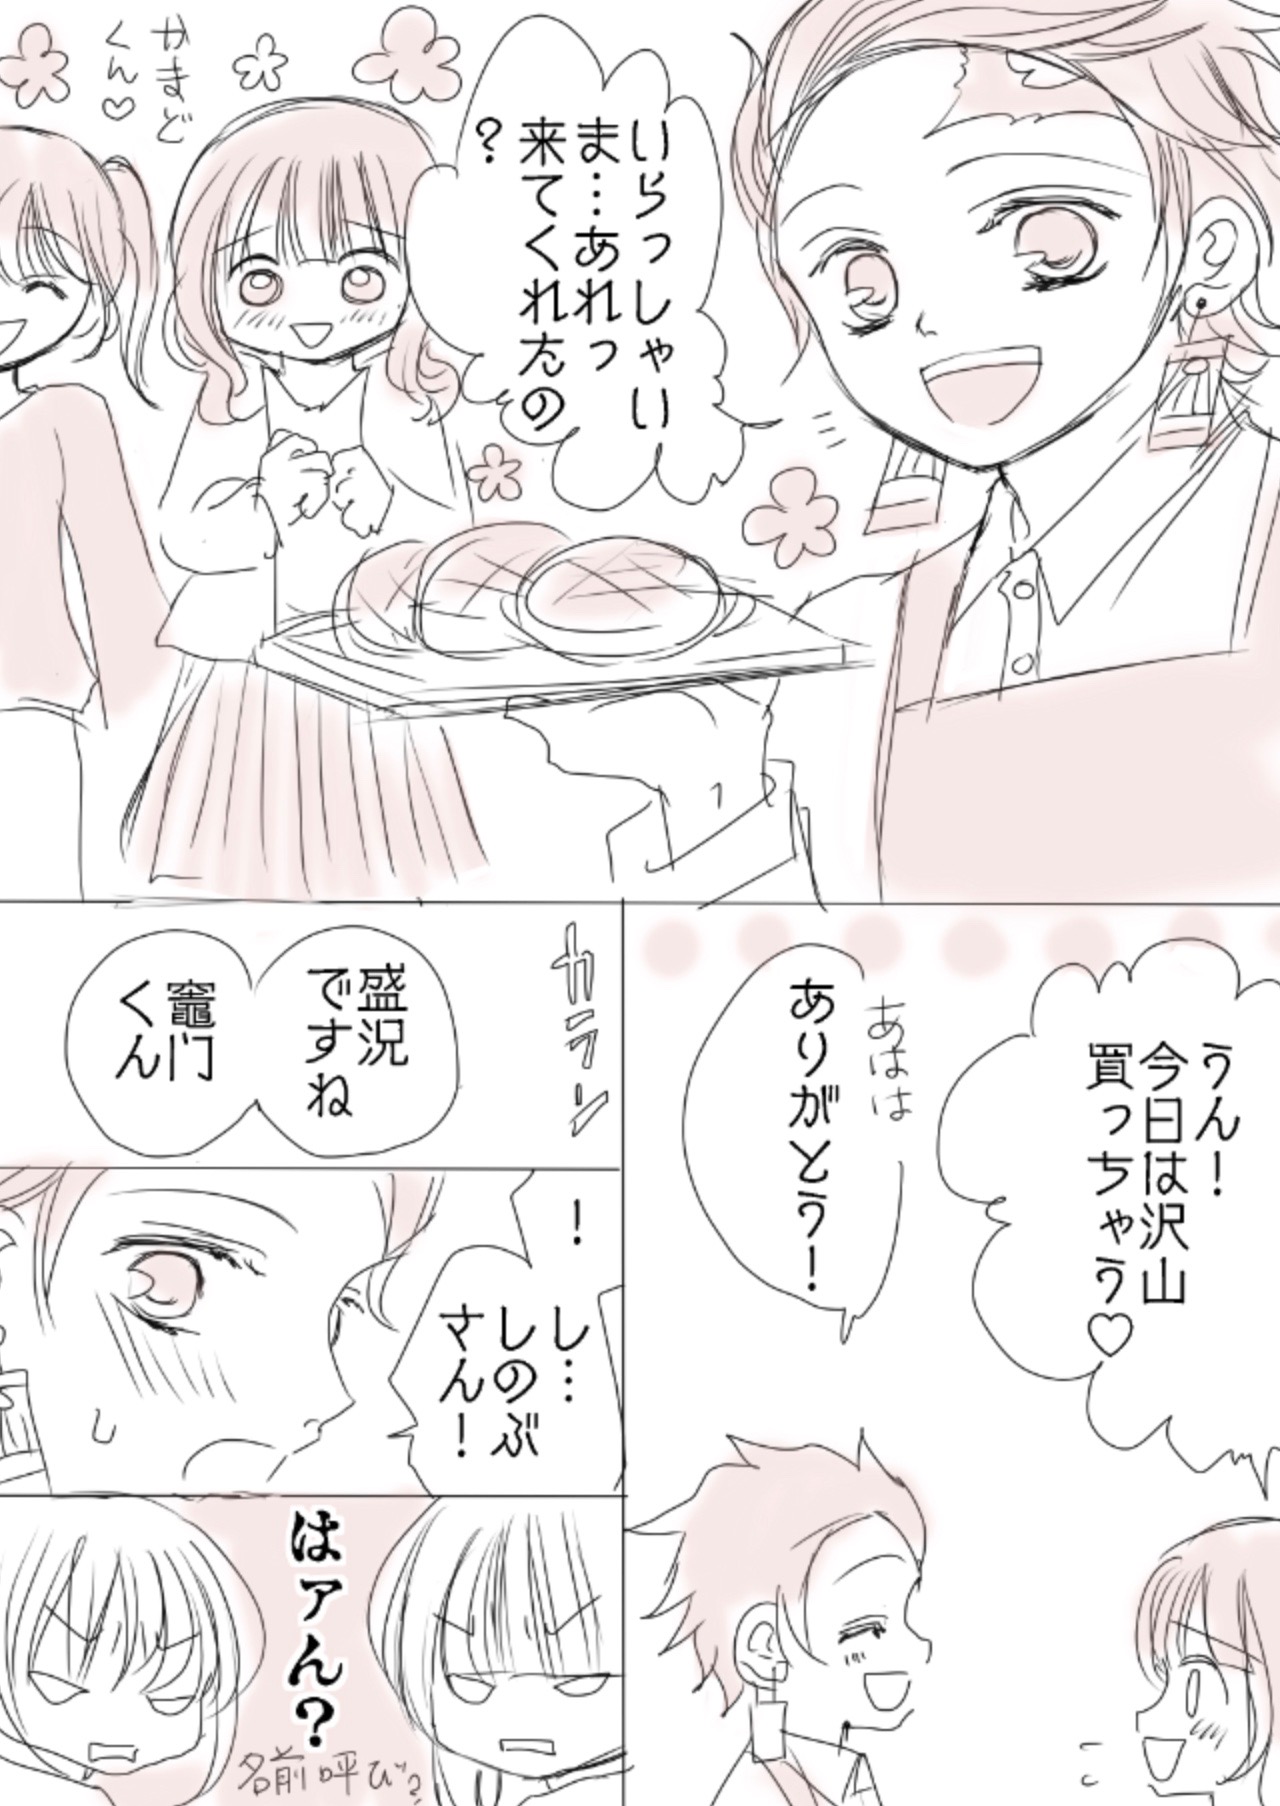 いらっしゃい
ま…あれっ
来てくれたの
？
かまど
くん♡
うん！
今日は沢山
買っちゃう♡
あはは
ありがとう！
カラン
盛況
ですね
竈门
くん
！
し…
しのぶ
さん！
はァん？
名前呼び？